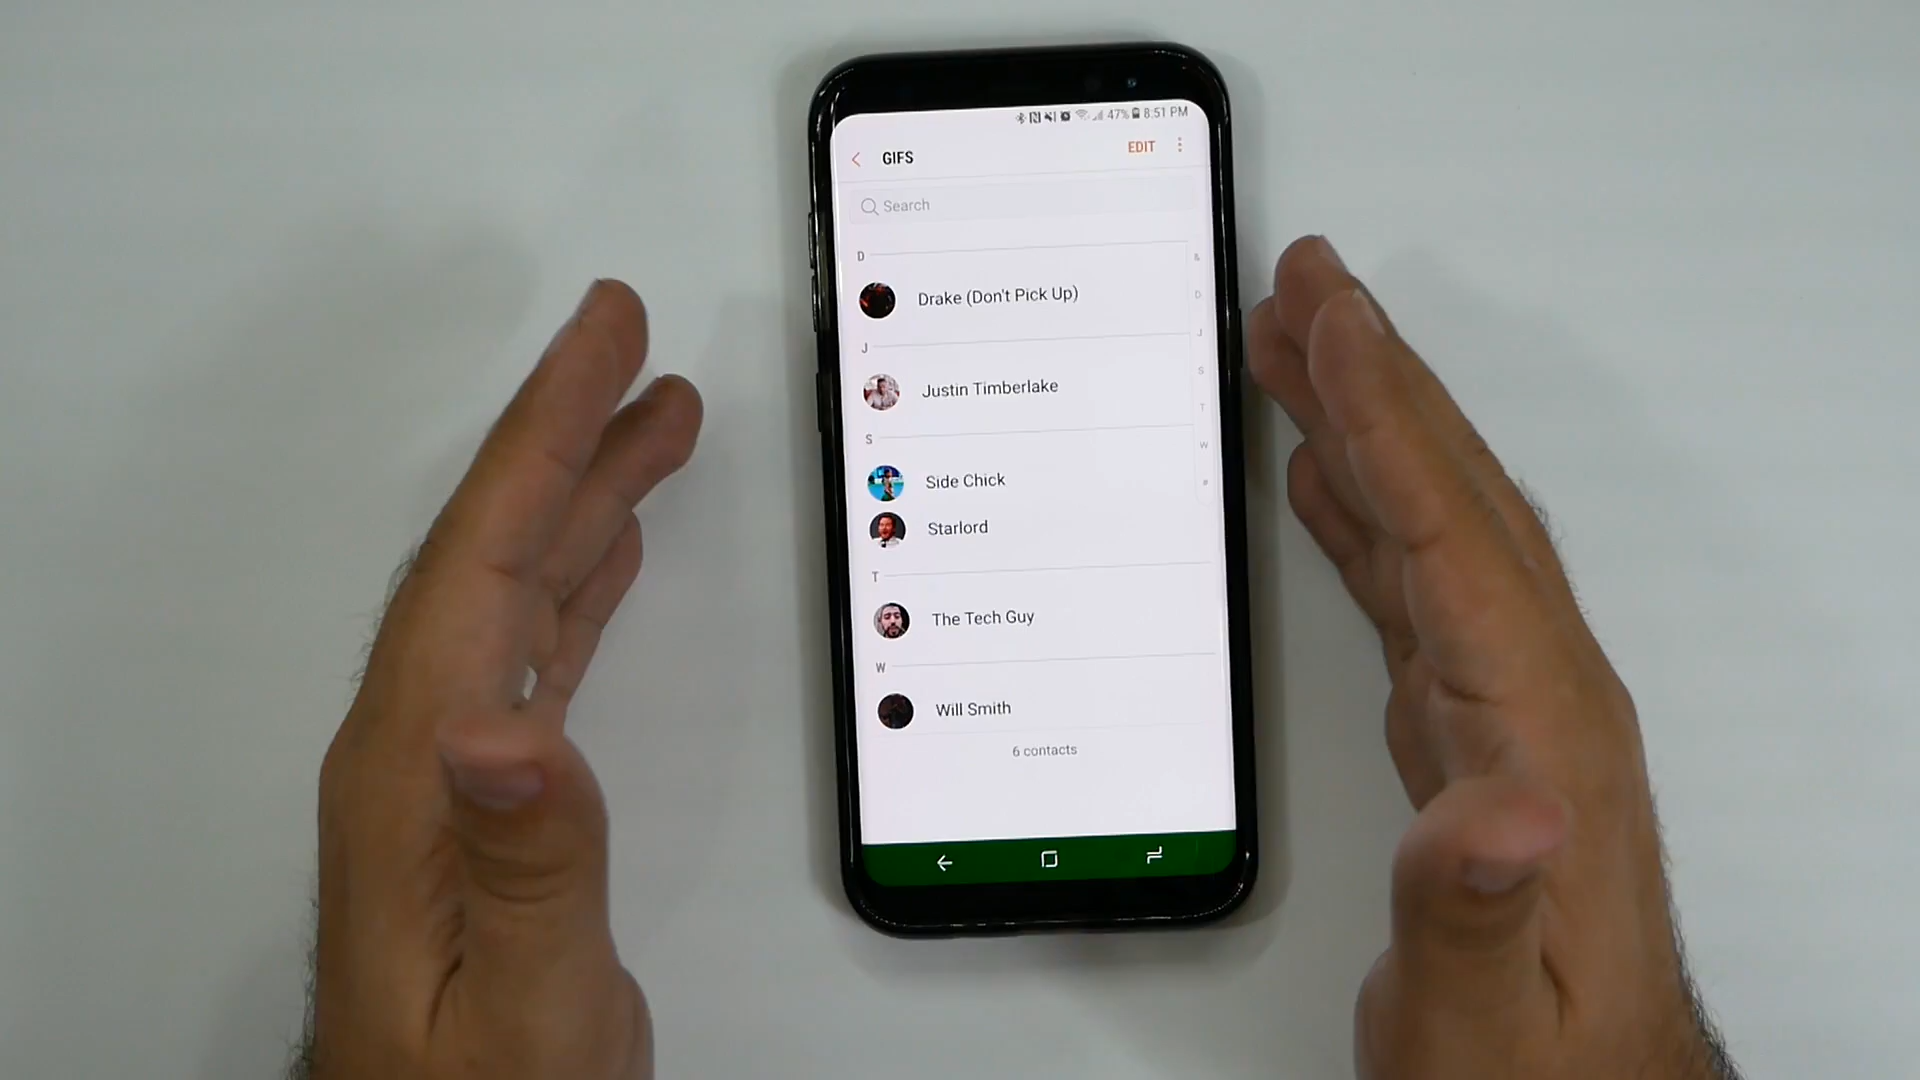 47% 8:51 PM
GIFS EDIT
Search
D
Drake (Don't Pick Up)
J
Justin Timberlake
S
Side Chick
Starlord
T
The Tech Guy
W
Will Smith
6 contacts
&
D
J
S
T
W
#